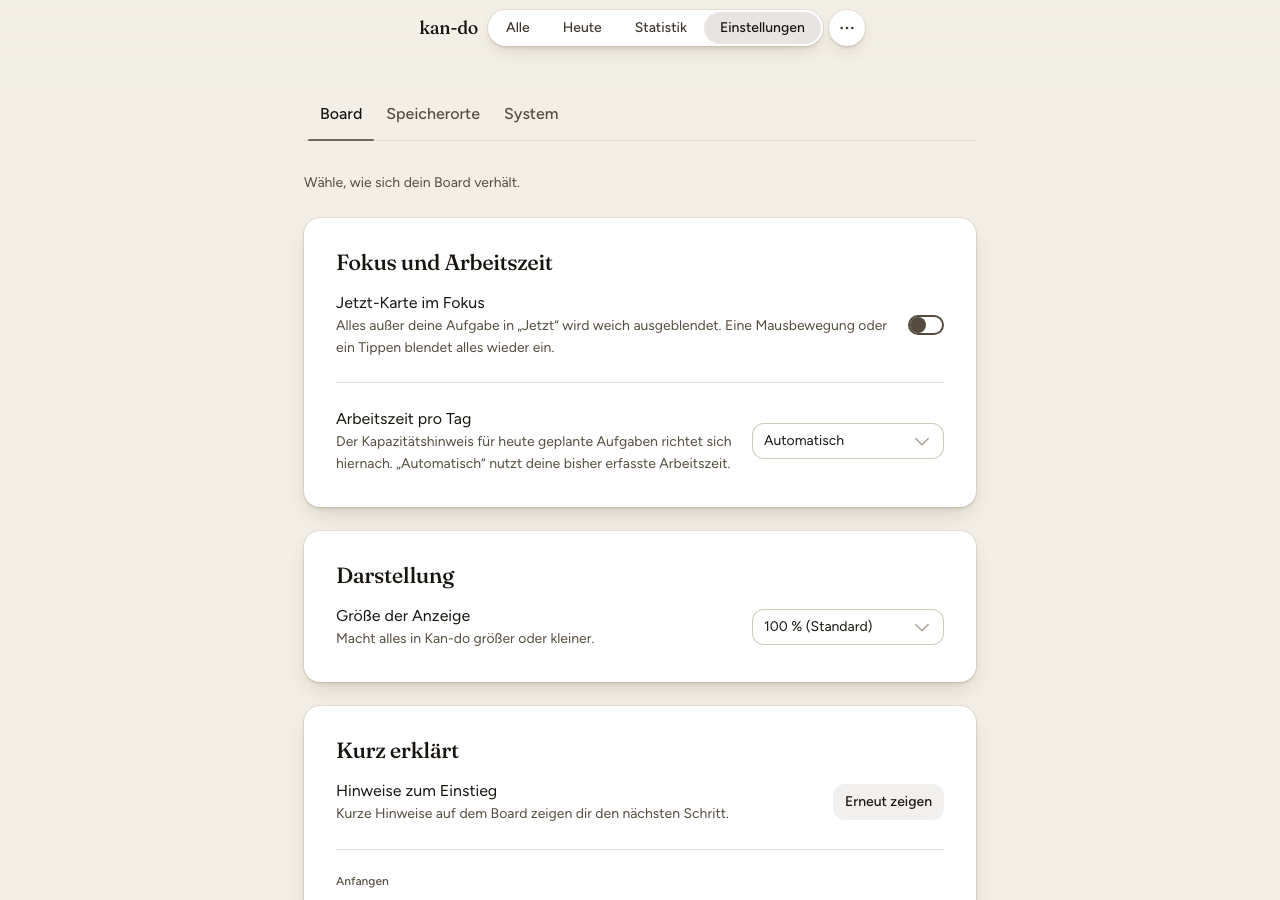 kan-do
Alle
Heute
Statistik
Einstellungen
Board
Speicherorte
System
Wähle, wie sich dein Board verhält.
Fokus und Arbeitszeit
Jetzt-Karte im Fokus
Alles außer deine Aufgabe in „Jetzt“ wird weich ausgeblendet. Eine Mausbewegung oder
ein Tippen blendet alles wieder ein.
Arbeitszeit pro Tag
Der Kapazitätshinweis für heute geplante Aufgaben richtet sich
hiernach. „Automatisch“ nutzt deine bisher erfasste Arbeitszeit.
Automatisch
Darstellung
Größe der Anzeige
Macht alles in Kan-do größer oder kleiner.
100 % (Standard)
Kurz erklärt
Hinweise zum Einstieg
Kurze Hinweise auf dem Board zeigen dir den nächsten Schritt.
Erneut zeigen
Anfangen